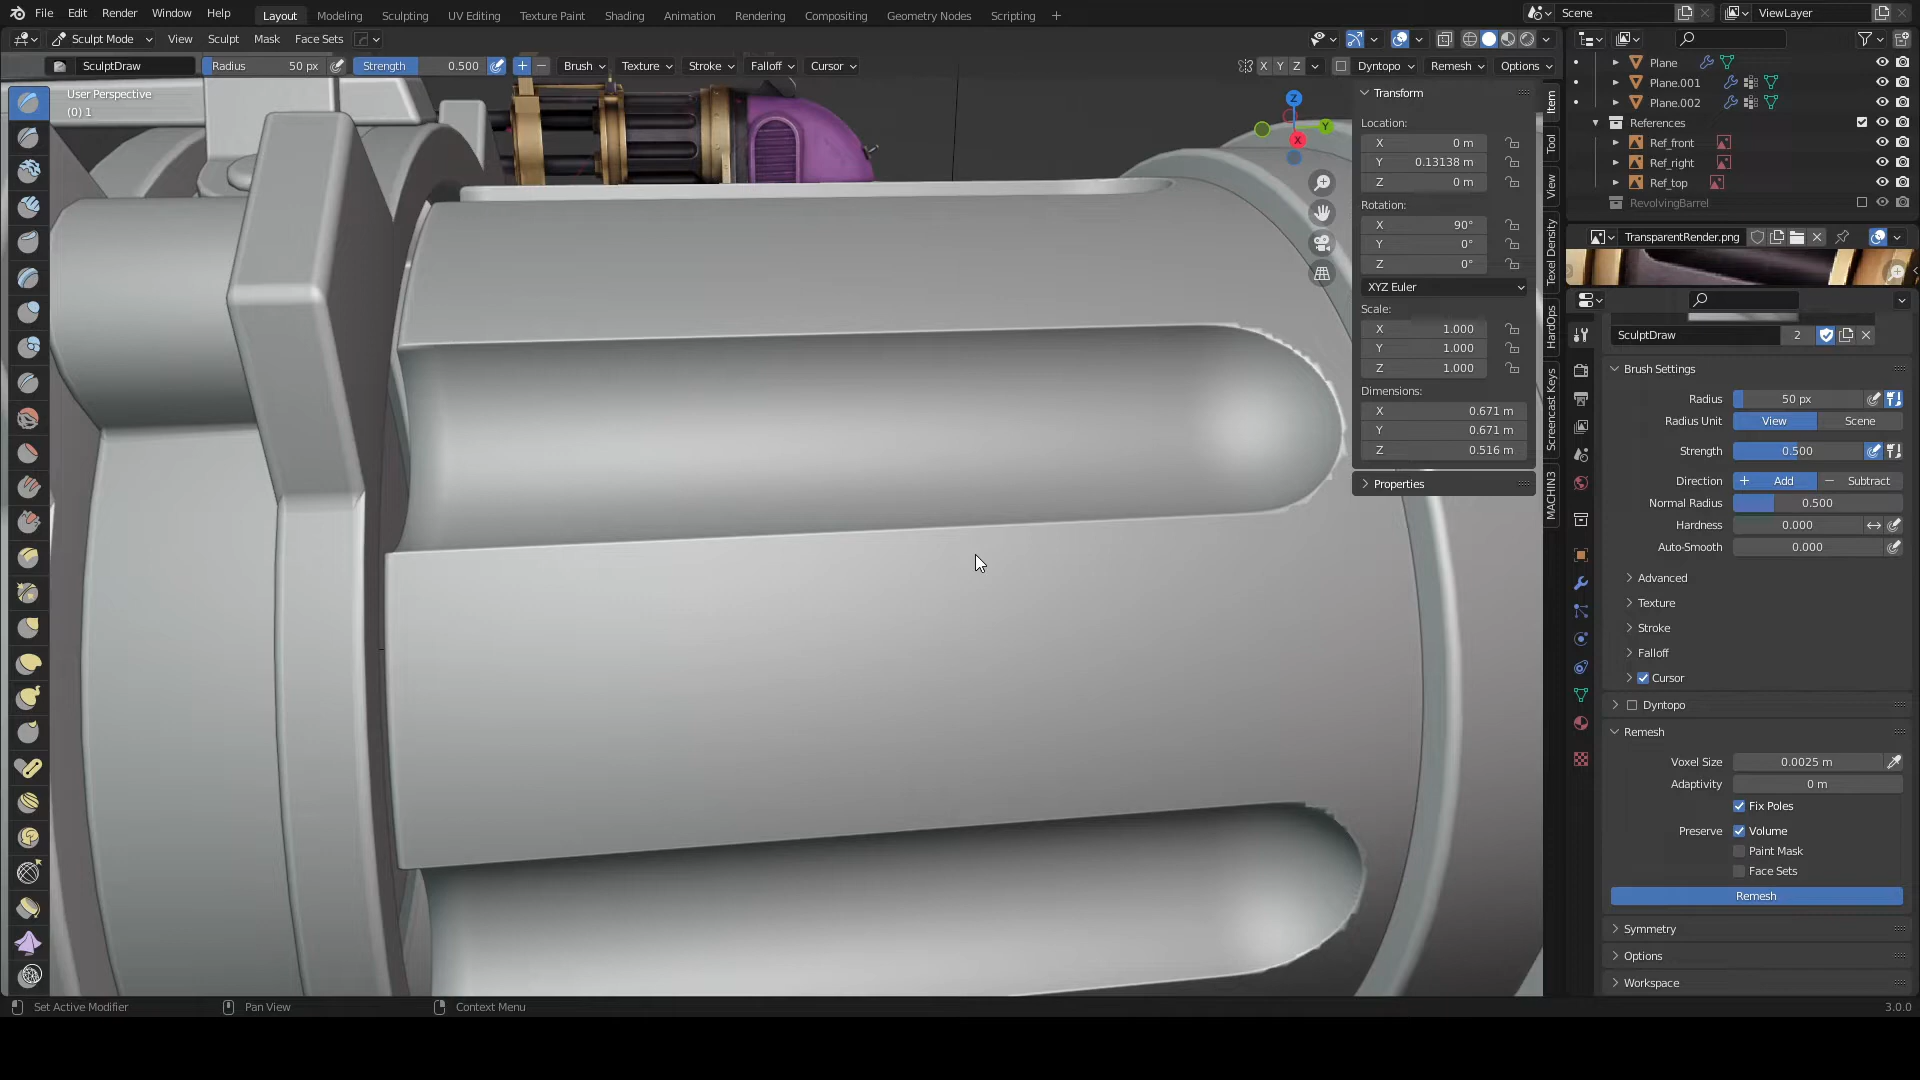 File Edit Render Window Help Layout Modeling Sculpting UV Editing Texture Paint Shading Animation Rendering Compositing Geometry Nodes Scripting + Scene ViewLayer
Sculpt Mode View Sculpt Mask Face Sets
SculptDraw Radius 50 px Strength 0.500 Brush Texture Stroke Falloff Cursor X Y Z Dyntopo Remesh Options
User Perspective
(0) 1
Z
Y
X
Transform
Location:
X 0 m
Y 0.13138 m
Z 0 m
Rotation:
X 90°
Y 0°
Z 0°
XYZ Euler
Scale:
X 1.000
Y 1.000
Z 1.000
Dimensions:
X 0.671 m
Y 0.671 m
Z 0.516 m
Properties
Item
Tool
View
Texel Density
HardOps
Screencast Keys
MACHIN3
Plane
Plane.001
Plane.002
References
Ref_front
Ref_right
Ref_top
RevolvingBarrel
TransparentRender.png
SculptDraw 2
Brush Settings
Radius 50 px
Radius Unit View Scene
Strength 0.500
Direction + Add − Subtract
Normal Radius 0.500
Hardness 0.000
Auto-Smooth 0.000
Advanced
Texture
Stroke
Falloff
Cursor
Dyntopo
Remesh
Voxel Size 0.0025 m
Adaptivity 0 m
Fix Poles
Preserve Volume
Paint Mask
Face Sets
Remesh
Symmetry
Options
Workspace
Set Active Modifier Pan View Context Menu 3.0.0